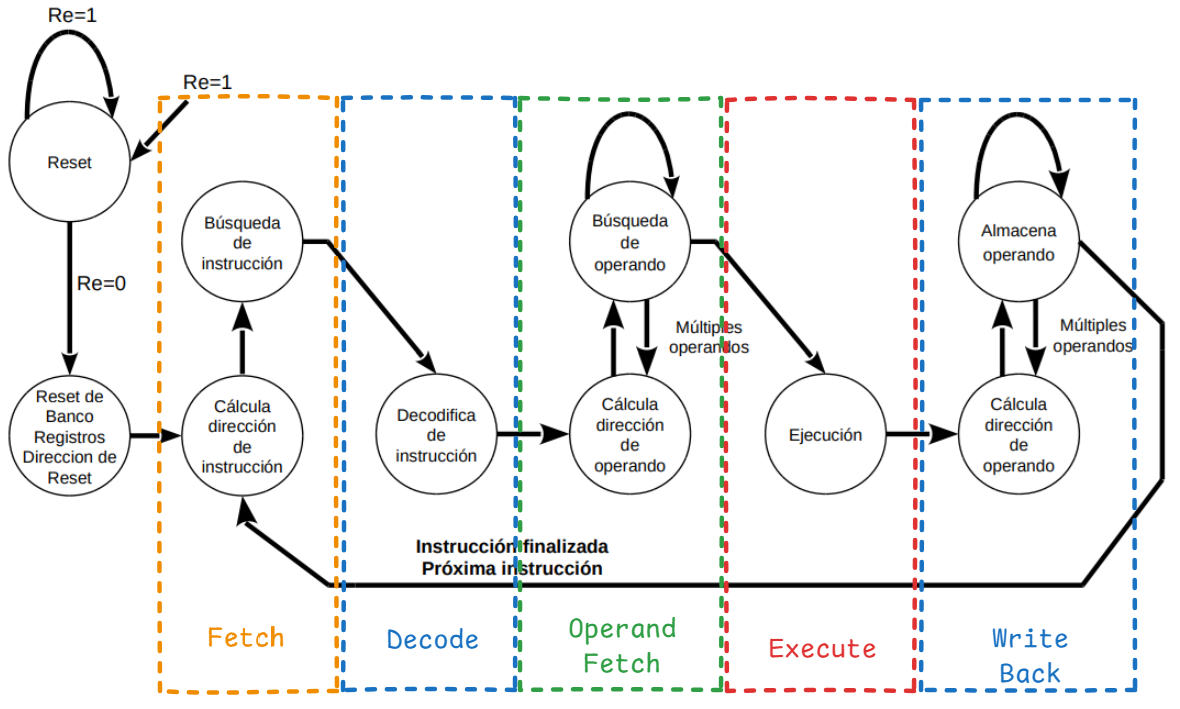 Re=1
Re=1
Reset
Re=0
Reset de
Banco
Registros
Direccion de
Reset
Búsqueda
de
instrucción
Cálcula
dirección
de
instrucción
Decodifica
de
instrucción
Búsqueda
de
operando
Múltiples
operandos
Cálcula
dirección
de
operando
Ejecución
Almacena
operando
Múltiples
operandos
Cálcula
dirección
de
operando
Instrucción finalizada
Próxima instrucción
Fetch
Decode
Operand
Fetch
Execute
Write
Back